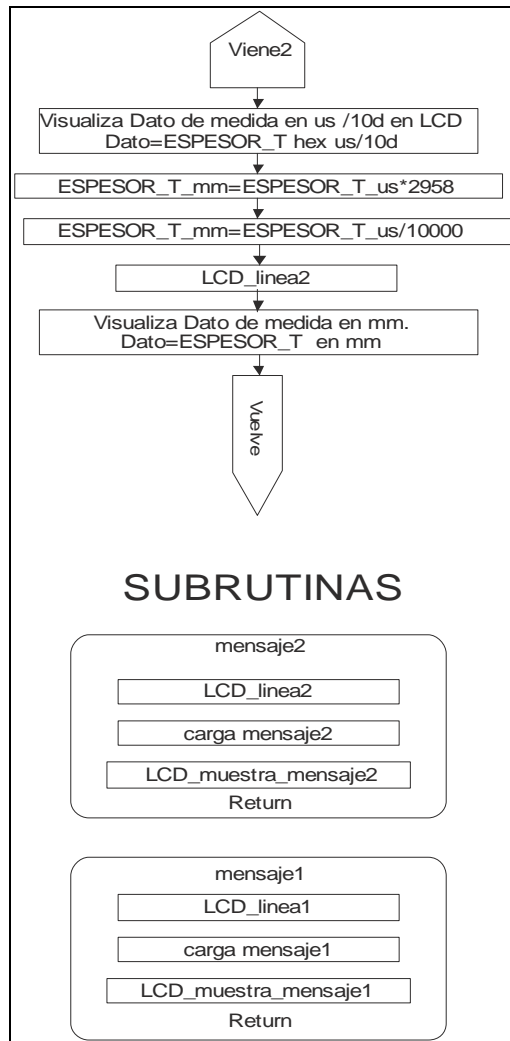 Viene2
Visualiza Dato de medida en us /10d en LCD
Dato=ESPESOR_T hex us/10d
ESPESOR_T_mm=ESPESOR_T_us*2958
ESPESOR_T_mm=ESPESOR_T_us/10000
LCD_linea2
Visualiza Dato de medida en mm.
Dato=ESPESOR_T en mm
Vuelve
SUBRUTINAS
mensaje2
LCD_linea2
carga mensaje2
LCD_muestra_mensaje2
Return
mensaje1
LCD_linea1
carga mensaje1
LCD_muestra_mensaje1
Return